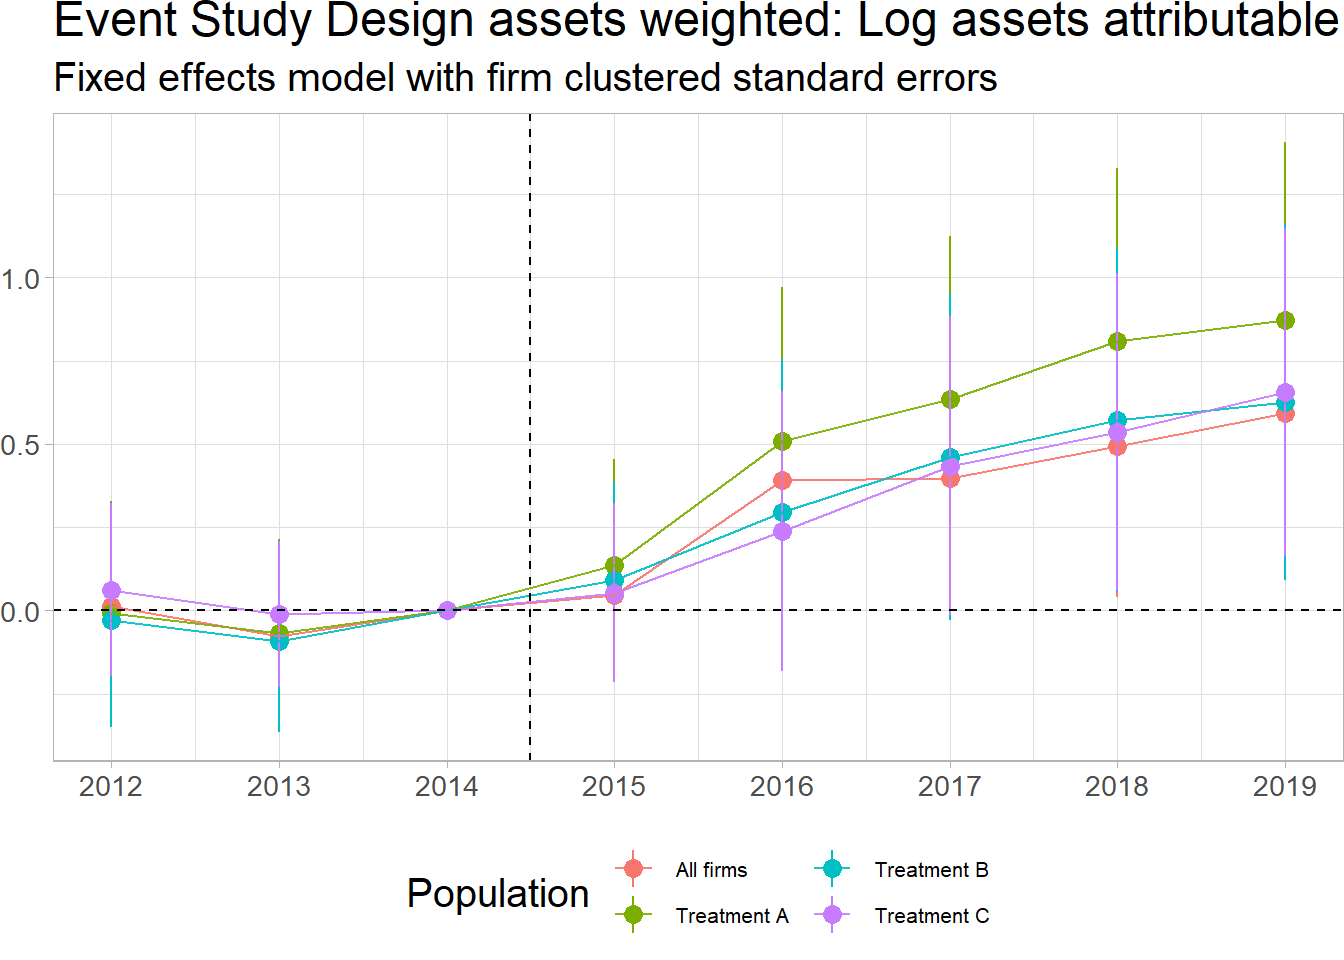 Event Study Design assets weighted: Log assets attributable
Fixed effects model with firm clustered standard errors
1.0
0.5
0.0
2012 2013 2014 2015 2016 2017 2018 2019
Population
All firms
Treatment B
Treatment A
Treatment C